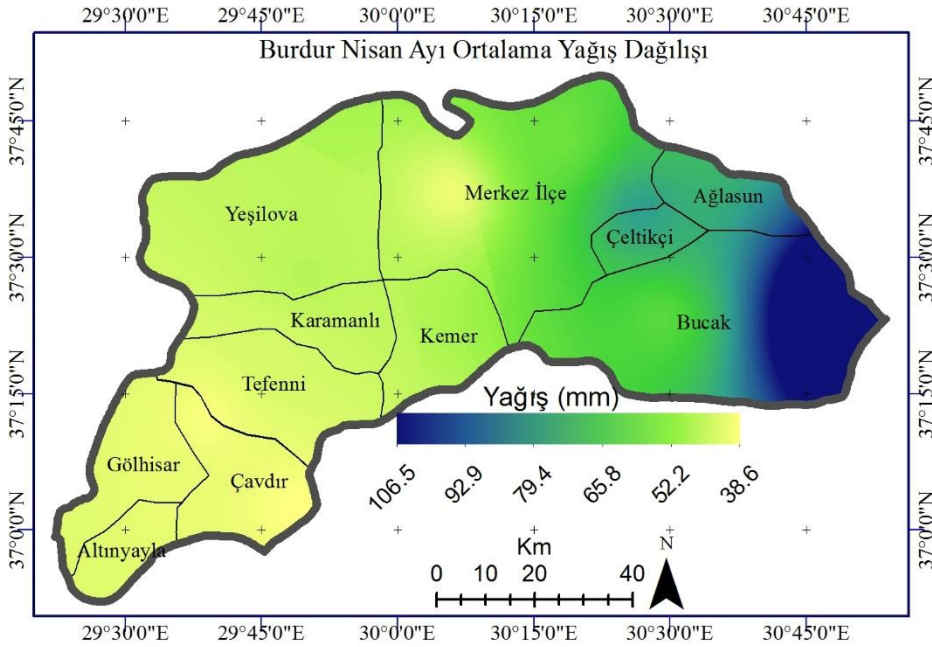 29°30'0"E 29°45'0"E 30°0'0"E 30°15'0"E 30°30'0"E 30°45'0"E
Burdur Nisan Ayı Ortalama Yağış Dağılışı
37°45'0"N 37°45'0"N
Merkez İlçe
Ağlasun
Yeşilova
Çeltikçi
37°30'0"N 37°30'0"N
Karamanlı
Bucak
Kemer
Tefenni
37°15'0"N 37°15'0"N
Yağış (mm)
106.5 92.9 79.4 65.8 52.2 38.6
Gölhisar
Çavdır
37°0'0"N 37°0'0"N
Altınyayla
Km
N
0 10 20 40
29°30'0"E 29°45'0"E 30°0'0"E 30°15'0"E 30°30'0"E 30°45'0"E